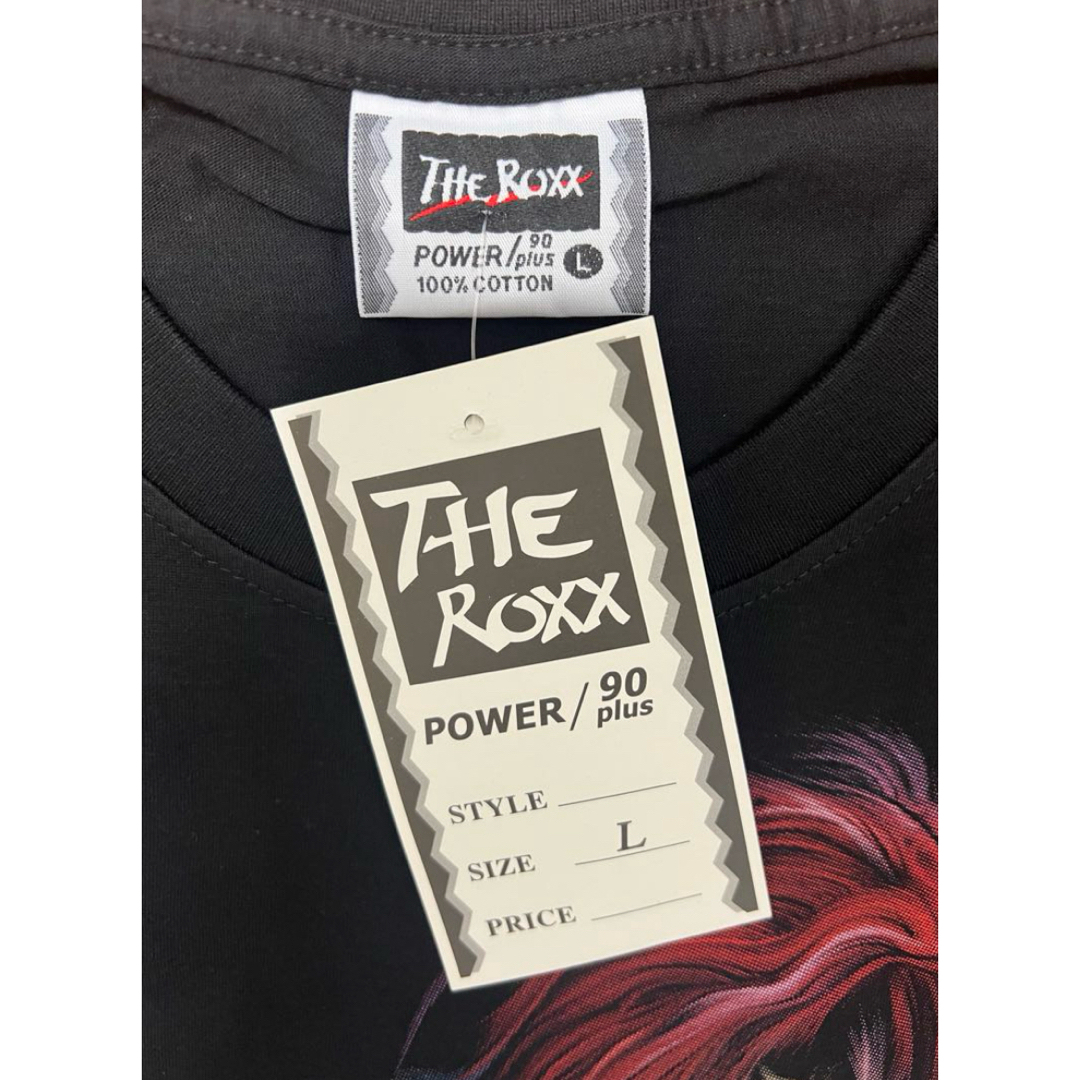 THE ROXX
POWER/90 plus L
100% COTTON
THE
ROXX
POWER/90 plus
STYLE
SIZE L
PRICE